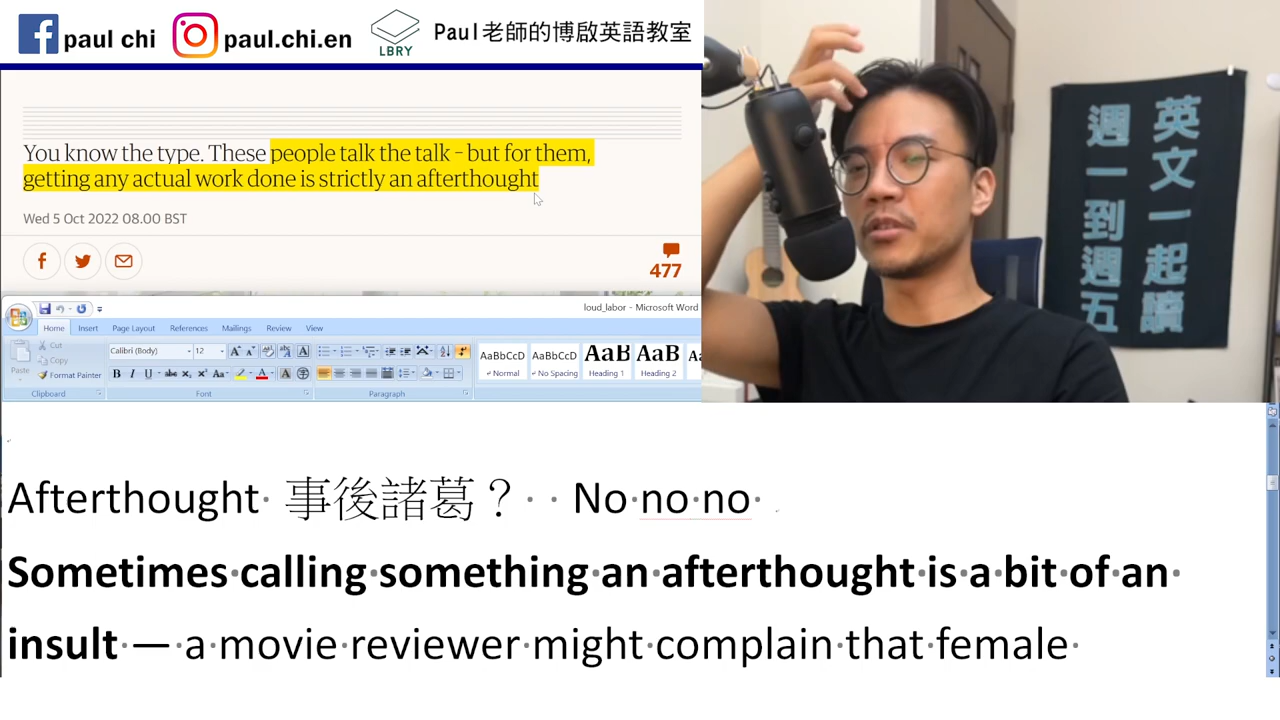 paul chi
paul.chi.en
LBRY
Paul老師的博啟英語教室
You know the type. These people talk the talk – but for them,
getting any actual work done is strictly an afterthought
Wed 5 Oct 2022 08.00 BST
477
英文一起讀
週一到週五
loud_labor - Microsoft Word
Home Insert Page Layout References Mailings Review View
Cut
Copy
Paste
Format Painter
Calibri (Body) 12
AaBbCcD AaBbCcD AaB AaB
Normal No Spacing Heading 1 Heading 2
Clipboard Font Paragraph
Afterthought 事後諸葛？ No no no
Sometimes calling something an afterthought is a bit of an
insult — a movie reviewer might complain that female